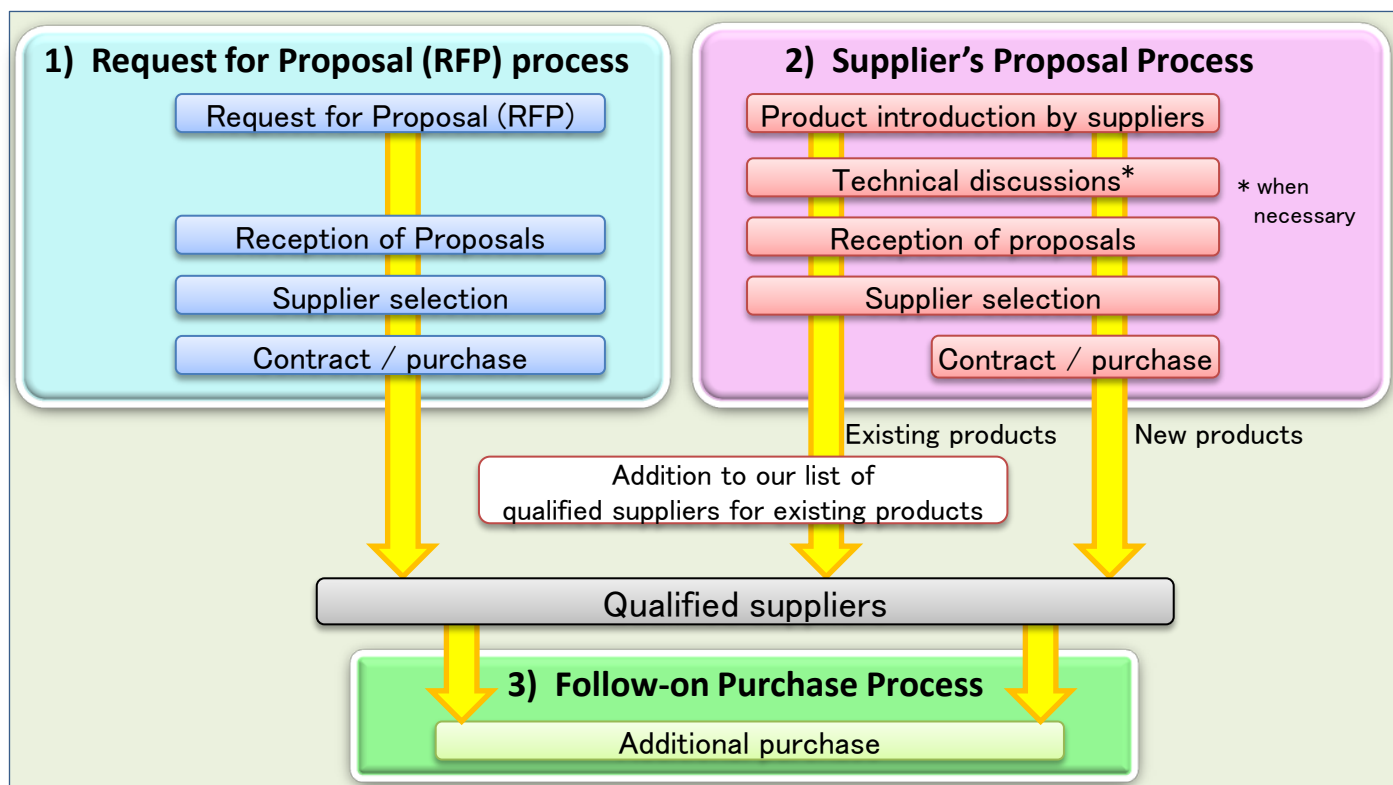 1) Request for Proposal (RFP) process
Request for Proposal (RFP)
Reception of Proposals
Supplier selection
Contract / purchase
2) Supplier’s Proposal Process
Product introduction by suppliers
Technical discussions*
* when
necessary
Reception of proposals
Supplier selection
Contract / purchase
Existing products
New products
Addition to our list of
qualified suppliers for existing products
Qualified suppliers
3) Follow-on Purchase Process
Additional purchase